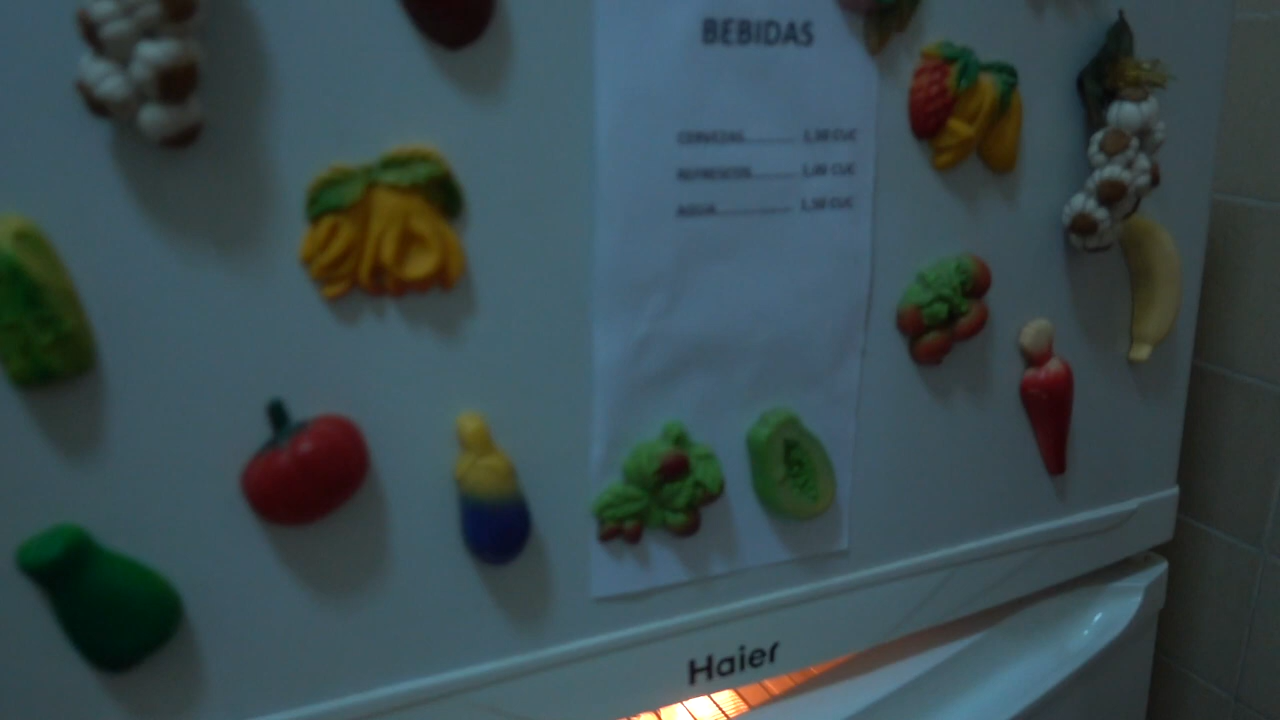 BEBIDAS
CERVEZAS............ 1,50 CUC
REFRESCOS........... 1,00 CUC
AGUA.................. 1,50 CUC
Haier